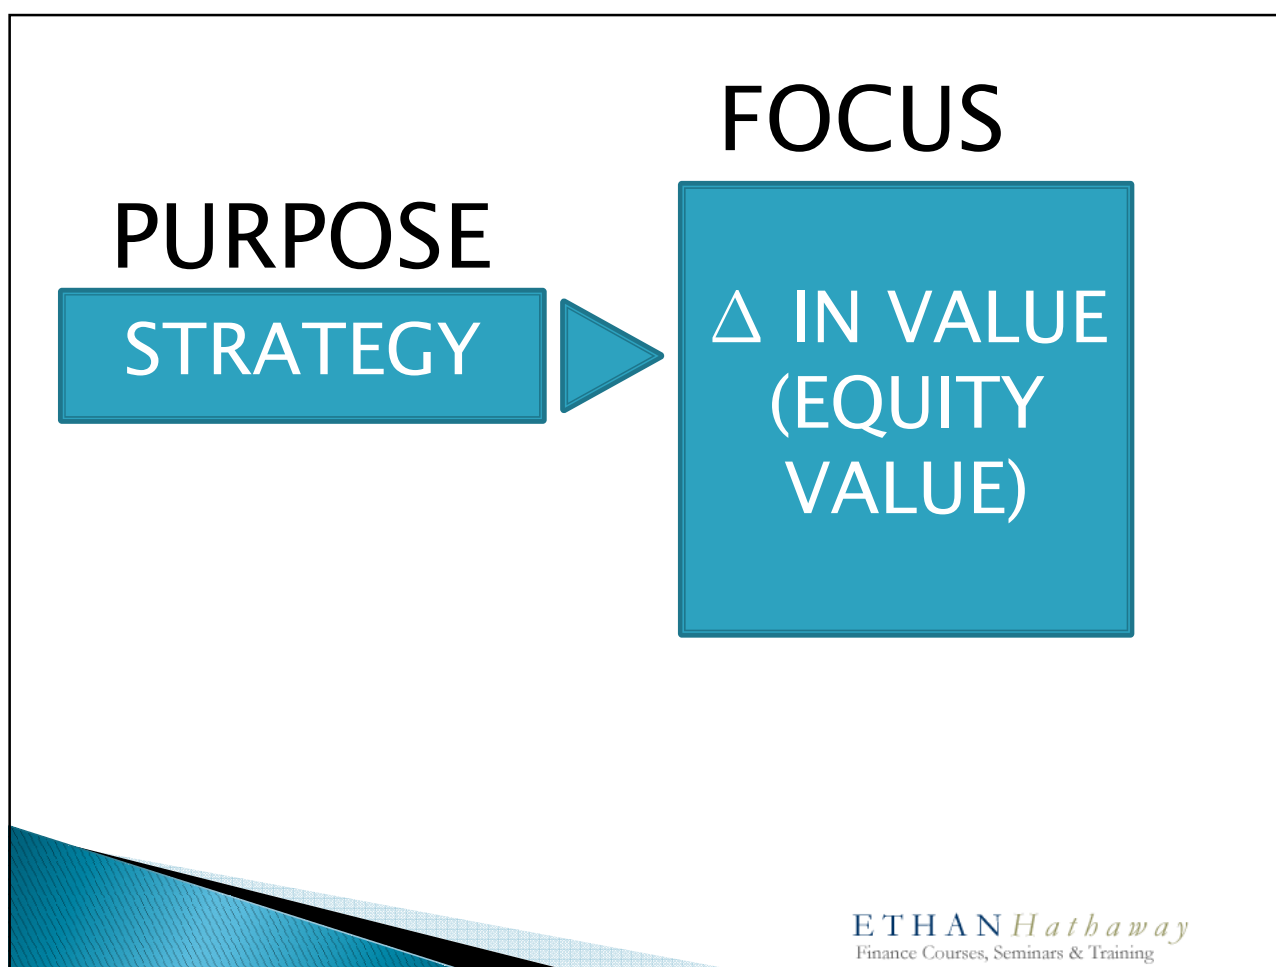 FOCUS
PURPOSE
STRATEGY
Δ IN VALUE
(EQUITY
VALUE)
ETHAN Hathaway
Finance Courses, Seminars & Training